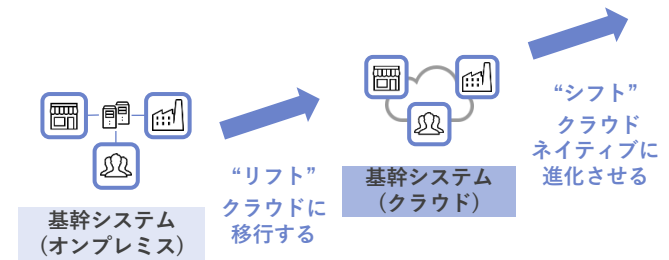 “リフト”
クラウドに
移行する
基幹システム
(オンプレミス)
“シフト”
クラウド
ネイティブに
進化させる
基幹システム
(クラウド)